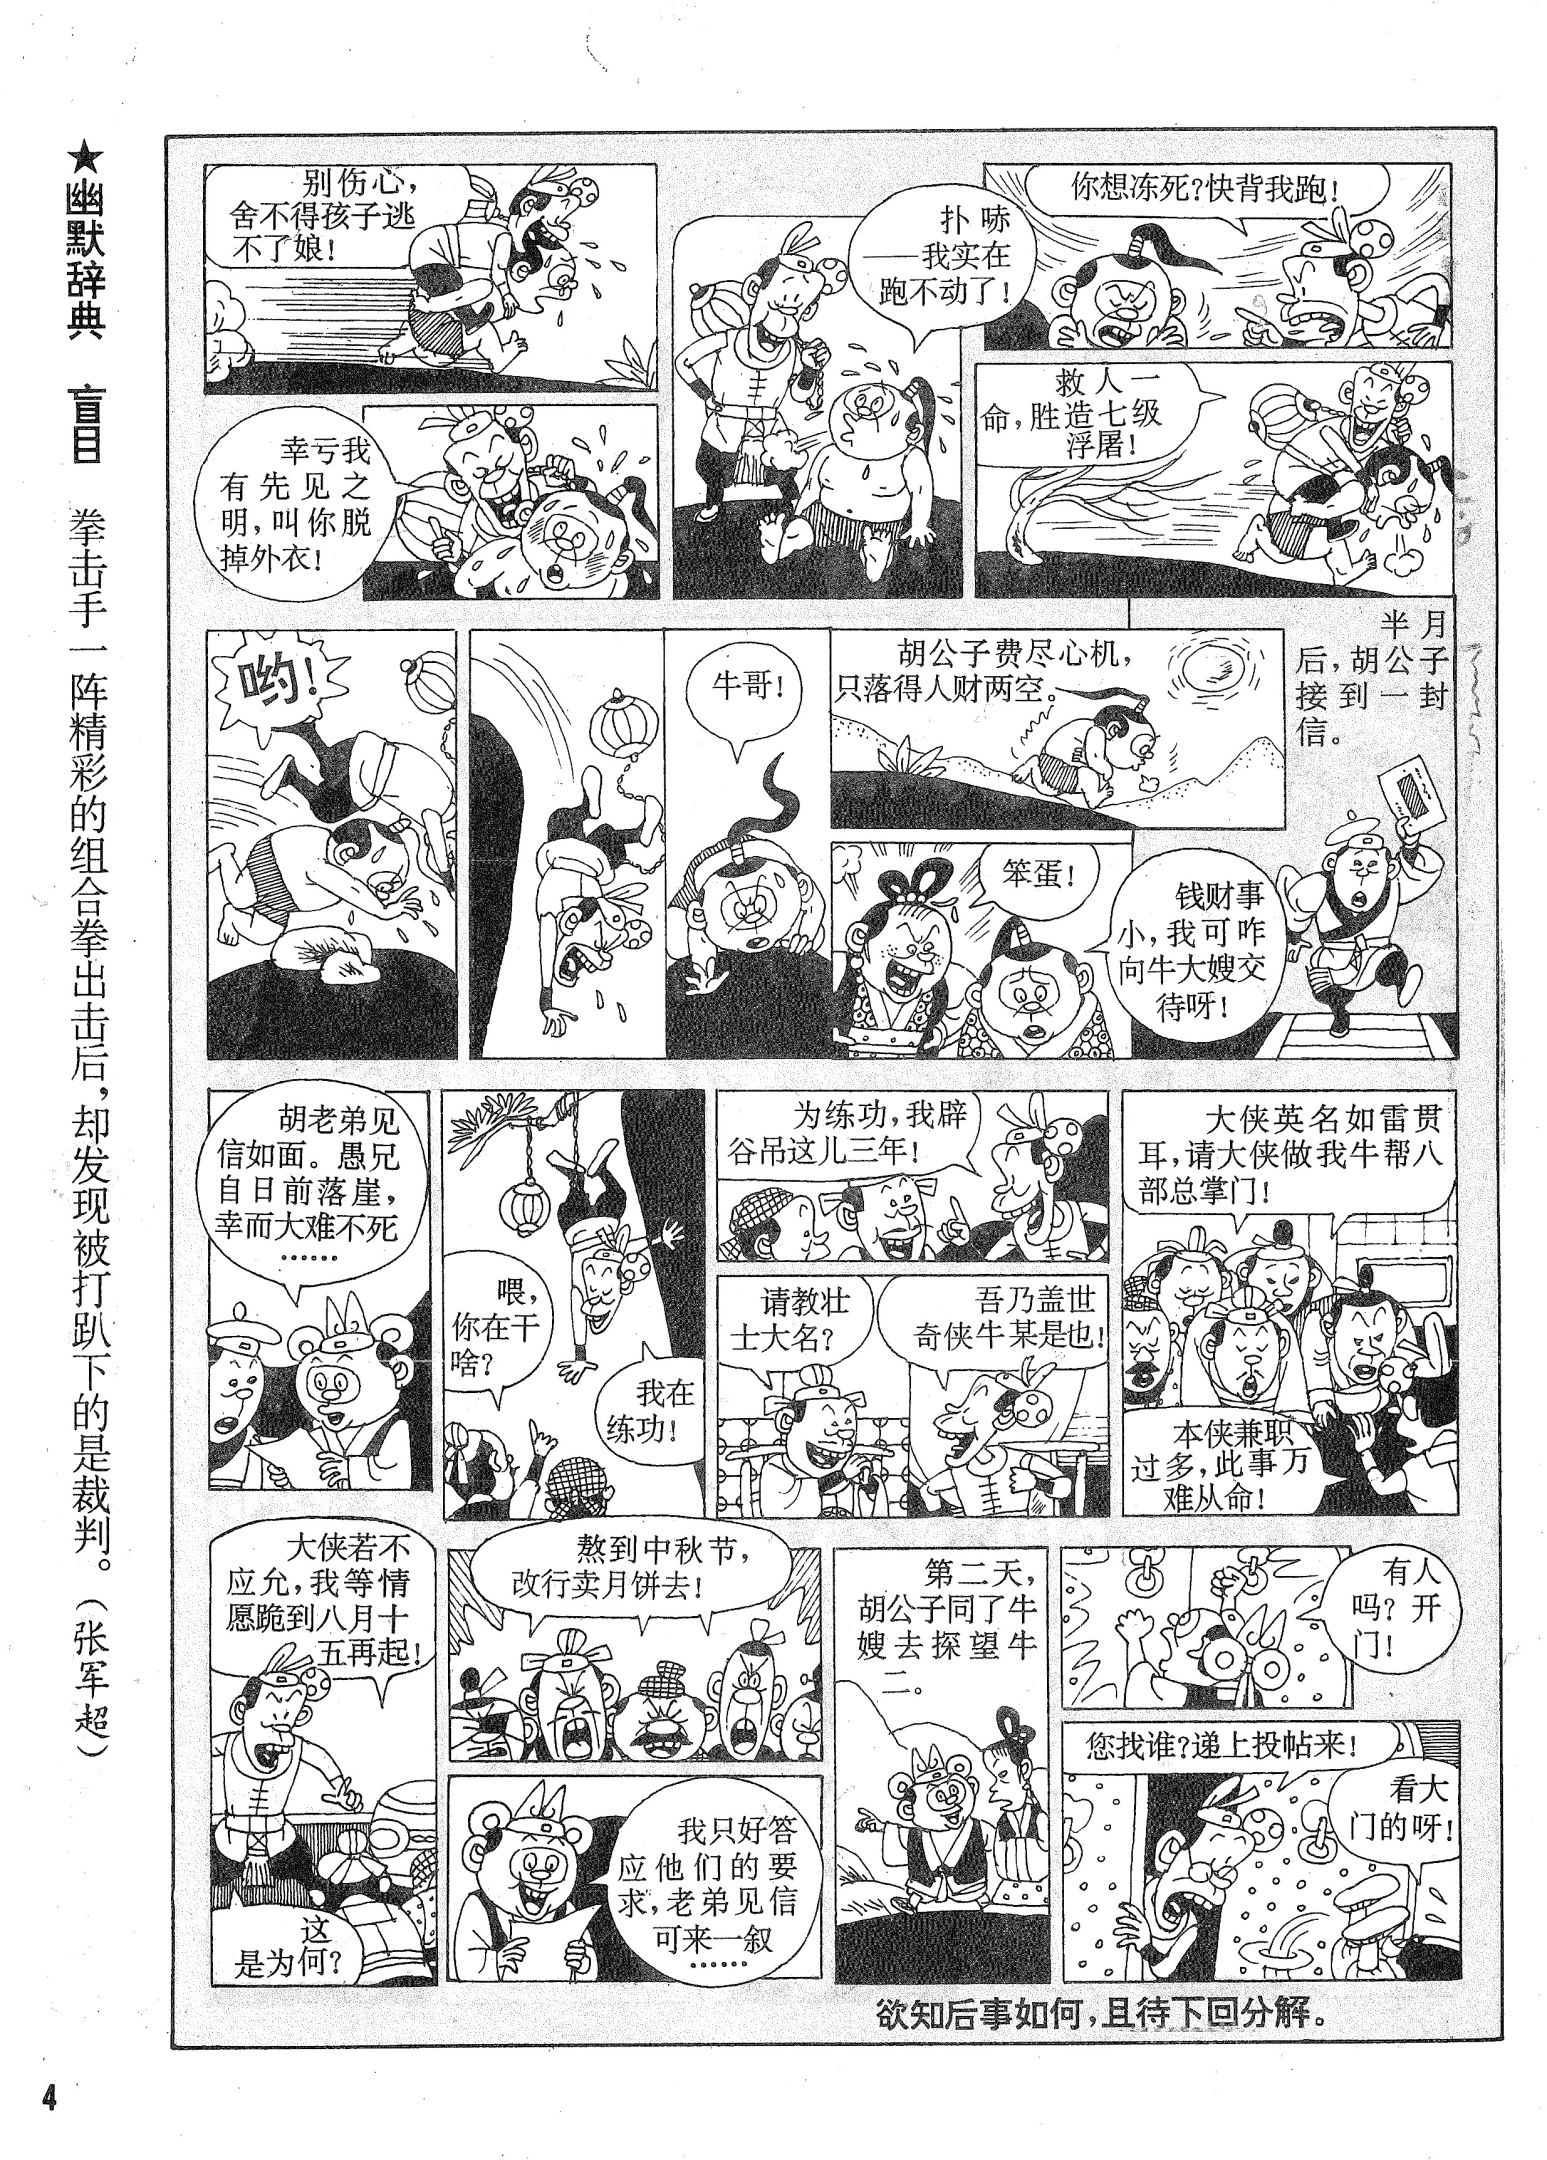 ★幽默辞典 盲目 拳击手一阵精彩的组合拳出击后,却发现被打趴下的是裁判。(张军超)
别伤心,
舍不得孩子逃
不了娘!
幸亏我
有先见之
明,叫你脱
掉外衣!
扑哧
——我实在
跑不动了!
你想冻死?快背我跑!
救人一
命,胜造七级
浮屠!
哟!
牛哥!
胡公子费尽心机,
只落得人财两空。
笨蛋!
钱财事
小,我可咋
向牛大嫂交
待呀!
半月
后,胡公子
接到一封
信。
胡老弟见
信如面。愚兄
自日前落崖,
幸而大难不死
……
喂,
你在干
啥?
我在
练功!
为练功,我辟
谷吊这儿三年!
请教壮
士大名?
吾乃盖世
奇侠牛某是也!
大侠英名如雷贯
耳,请大侠做我牛帮八
部总掌门!
本侠兼职
过多,此事万
难从命!
大侠若不
应允,我等情
愿跪到八月十
五再起!
这
是为何?
熬到中秋节,
改行卖月饼去!
我只好答
应他们的要
求,老弟见信
可来一叙
……
第二天,
胡公子同了牛
嫂去探望牛
二。
有人
吗?开
门!
您找谁?递上投帖来!
看大
门的呀!
欲知后事如何,且待下回分解。
4